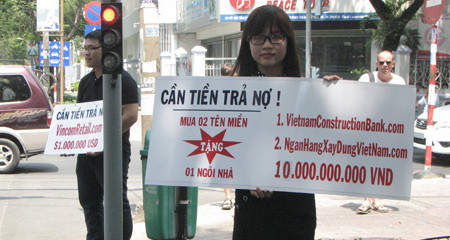 CẦN TIỀN TRẢ NỢ
VincomRetail.com
$1.000.000 USD
CẦN TIỀN TRẢ NỢ !
MUA 02 TÊN MIỀN
TẶNG
01 NGÔI NHÀ
1. VietnamConstructionBank.com
2. NganHangXayDungVietNam.com
10.000.000.000 VND